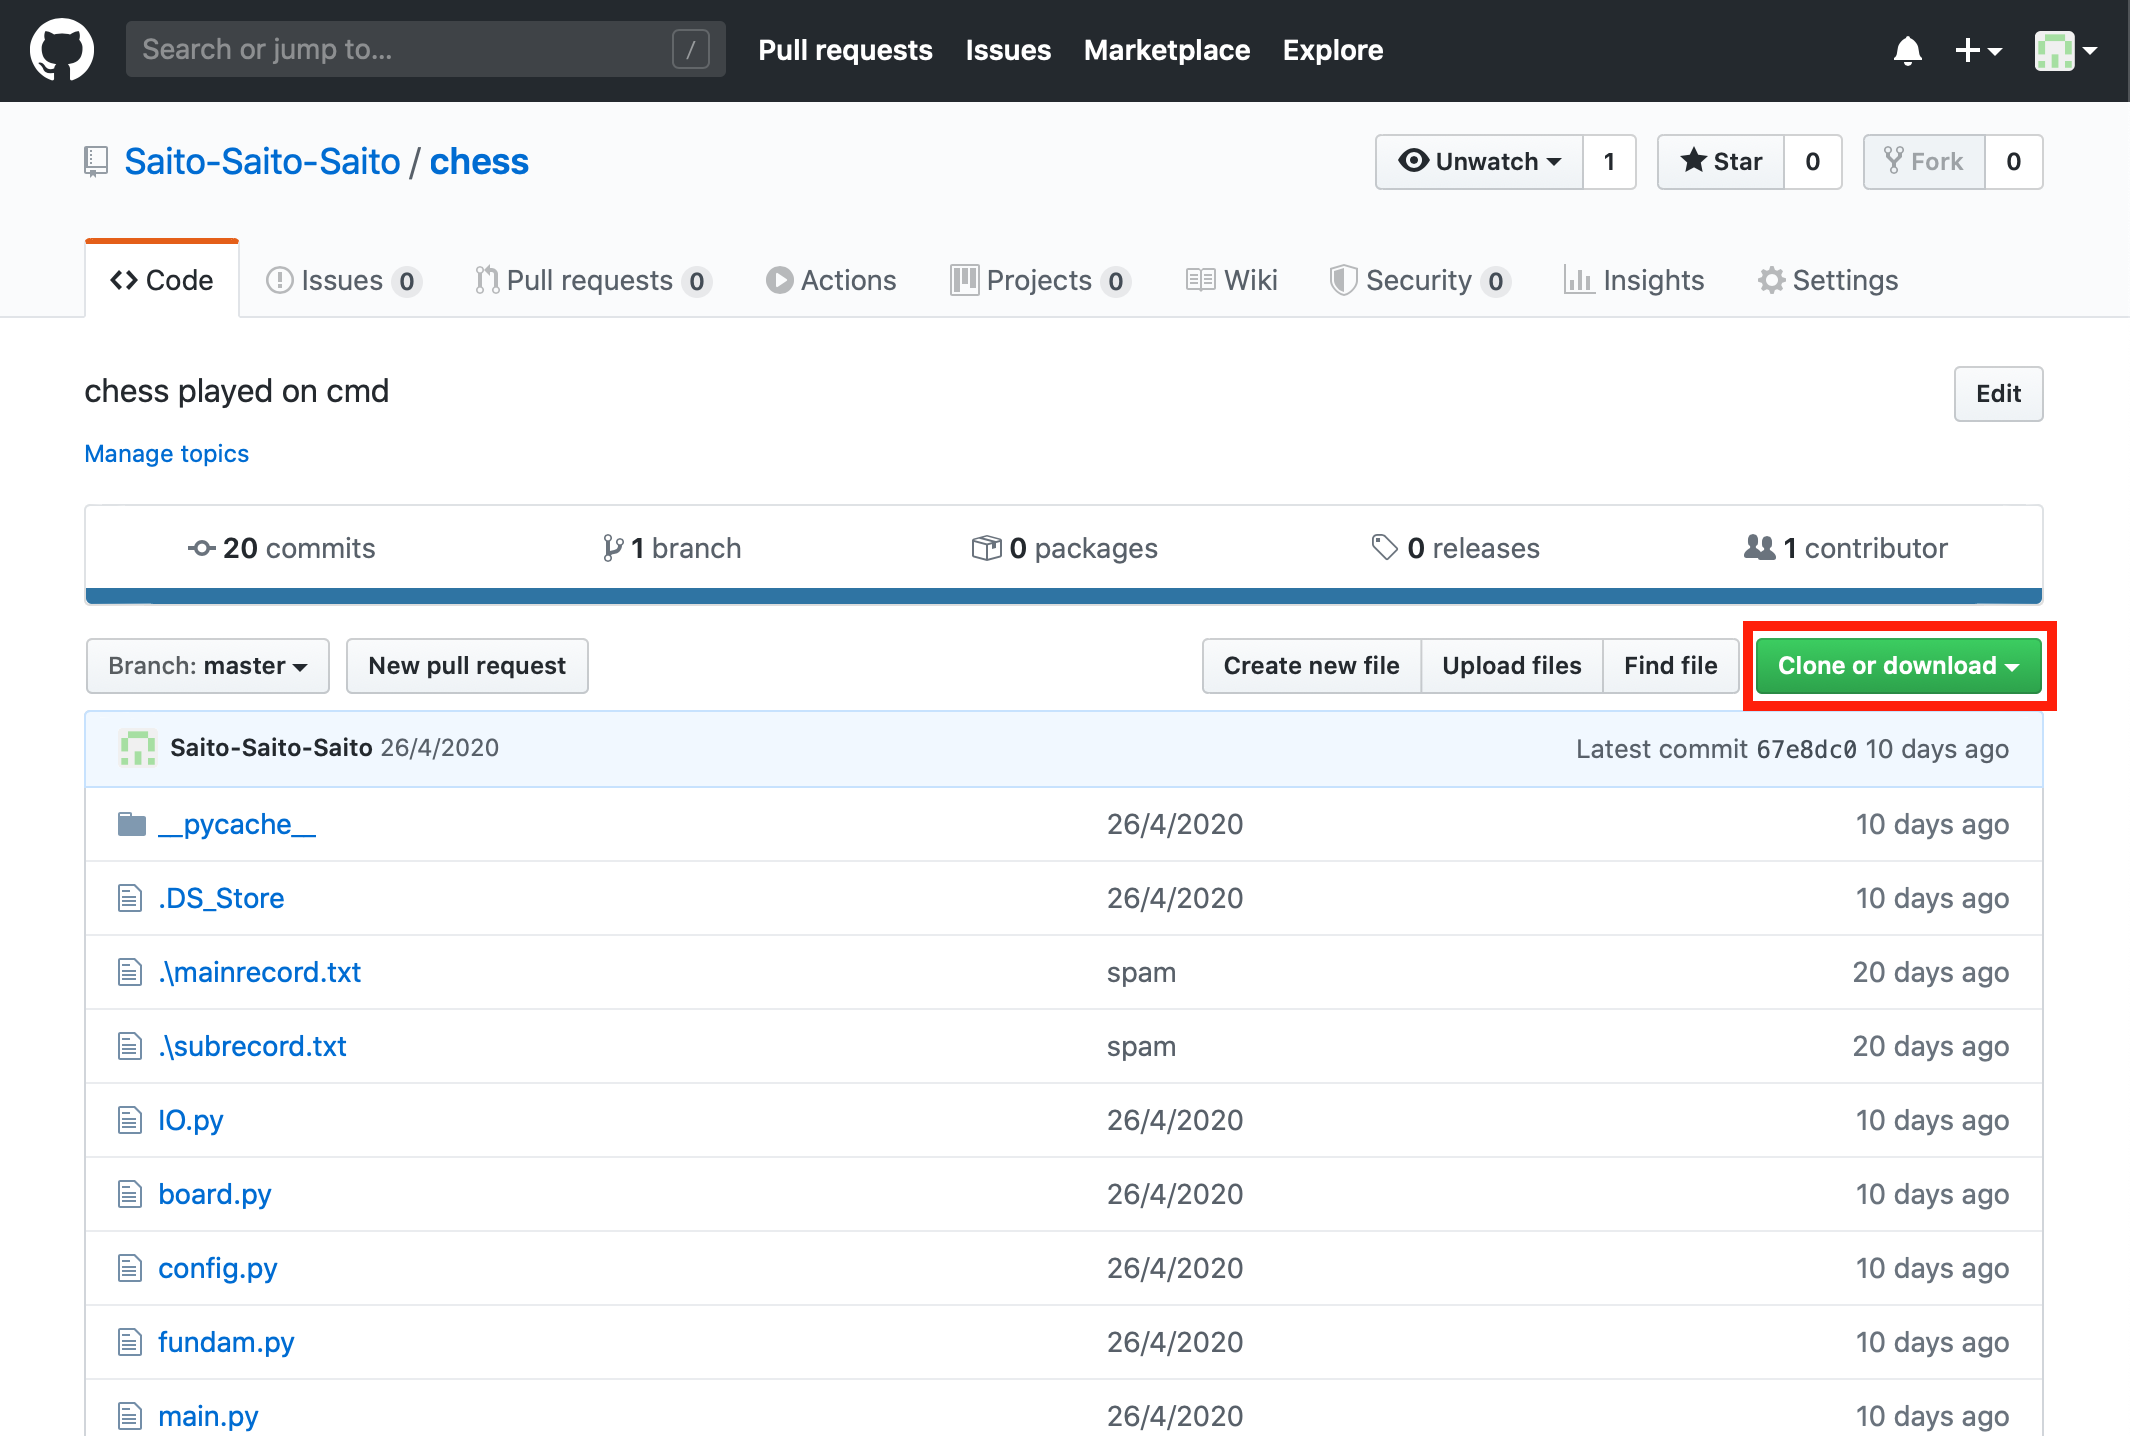 Search or jump to... / Pull requests Issues Marketplace Explore
Saito-Saito-Saito / chess Unwatch 1 Star 0 Fork 0
Code Issues 0 Pull requests 0 Actions Projects 0 Wiki Security 0 Insights Settings
chess played on cmd Edit
Manage topics
20 commits 1 branch 0 packages 0 releases 1 contributor
Branch: master New pull request Create new file Upload files Find file Clone or download
Saito-Saito-Saito 26/4/2020 Latest commit 67e8dc0 10 days ago
__pycache__ 26/4/2020 10 days ago
.DS_Store 26/4/2020 10 days ago
.\mainrecord.txt spam 20 days ago
.\subrecord.txt spam 20 days ago
IO.py 26/4/2020 10 days ago
board.py 26/4/2020 10 days ago
config.py 26/4/2020 10 days ago
fundam.py 26/4/2020 10 days ago
main.py 26/4/2020 10 days ago